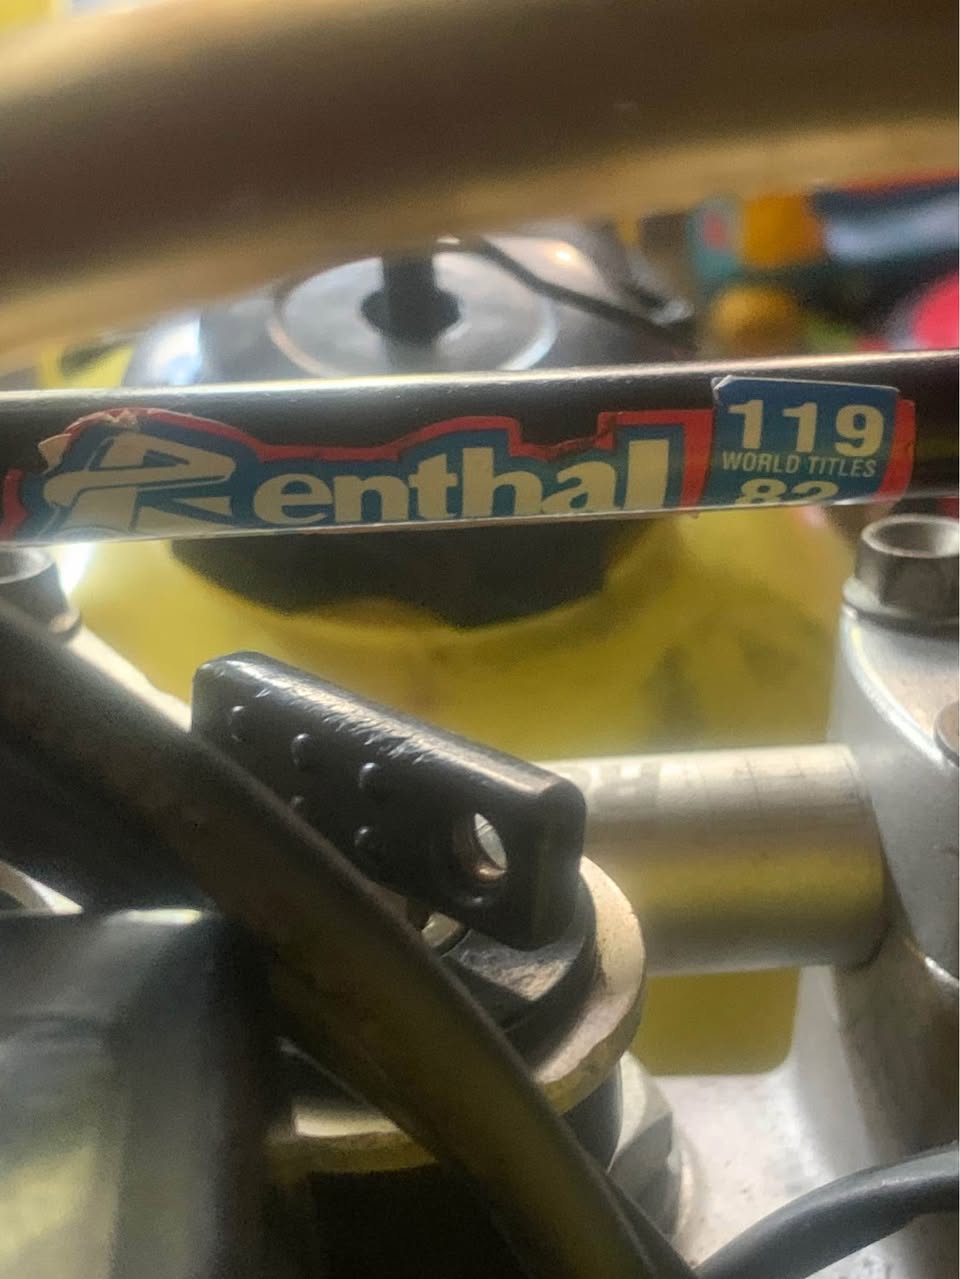 Renthal
119
WORLD TITLES